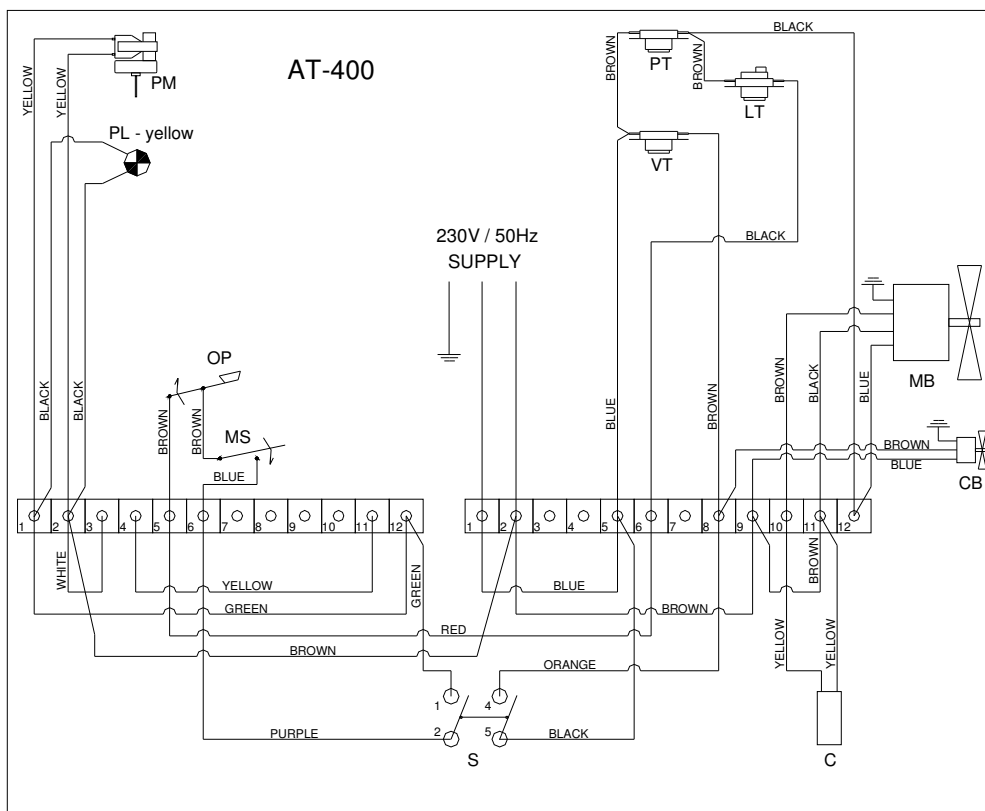 BLACK
PM
AT-400
PT
BROWN
BROWN
LT
YELLOW
YELLOW
PL - yellow
VT
230V / 50Hz
SUPPLY
BLACK
MB
OP
BLACK
BLACK
BROWN
BROWN
MS
BLUE
BLUE
BROWN
BROWN
BLACK
BLUE
BROWN
BLUE
CB
1 2 3 4 5 6 7 8 9 10 11 12
1 2 3 4 5 6 7 8 9 10 11 12
WHITE
YELLOW
GREEN
BLUE
BROWN
GREEN
BROWN
RED
BROWN
ORANGE
YELLOW
YELLOW
1
4
2
5
PURPLE
BLACK
S
C